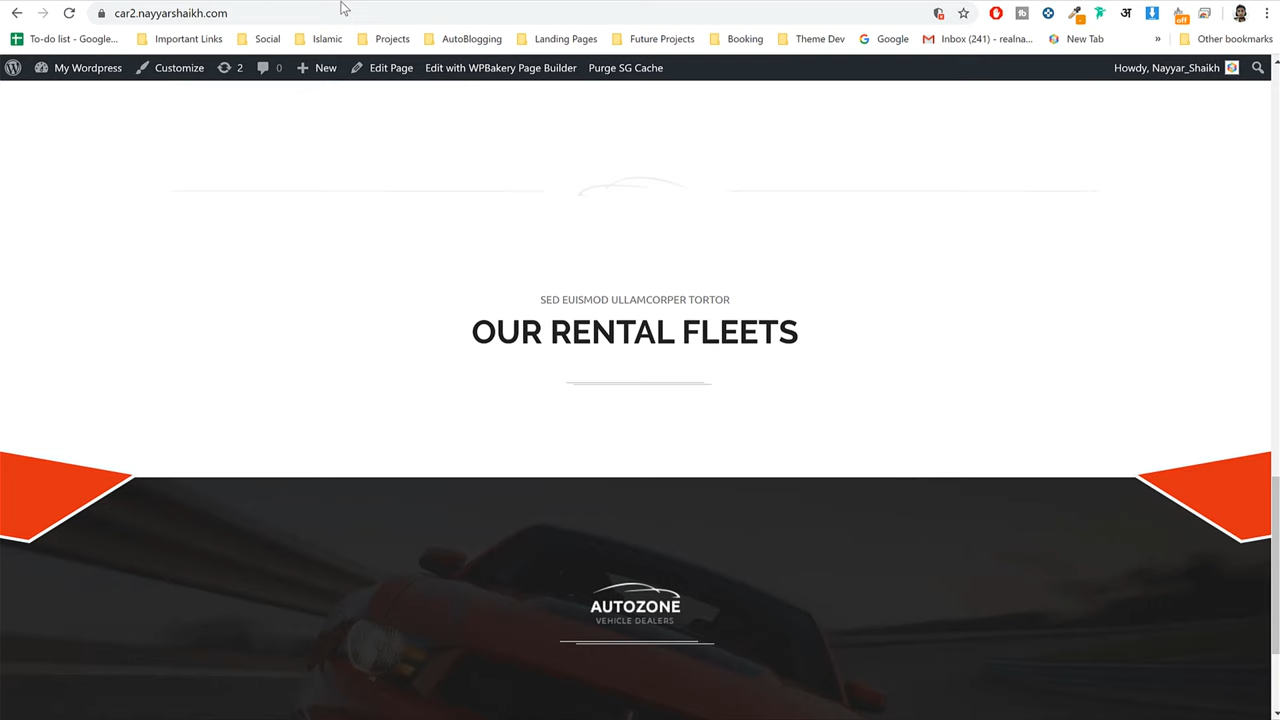 car2.nayyarshaikh.com
To-do list - Google... Important Links Social Islamic Projects AutoBlogging Landing Pages Future Projects Booking Theme Dev Google Inbox (241) - realna... New Tab » Other bookmarks
My Wordpress Customize 2 0 New Edit Page Edit with WPBakery Page Builder Purge SG Cache Howdy, Nayyar_Shaikh
SED EUISMOD ULLAMCORPER TORTOR
OUR RENTAL FLEETS
AUTOZONE
VEHICLE DEALERS